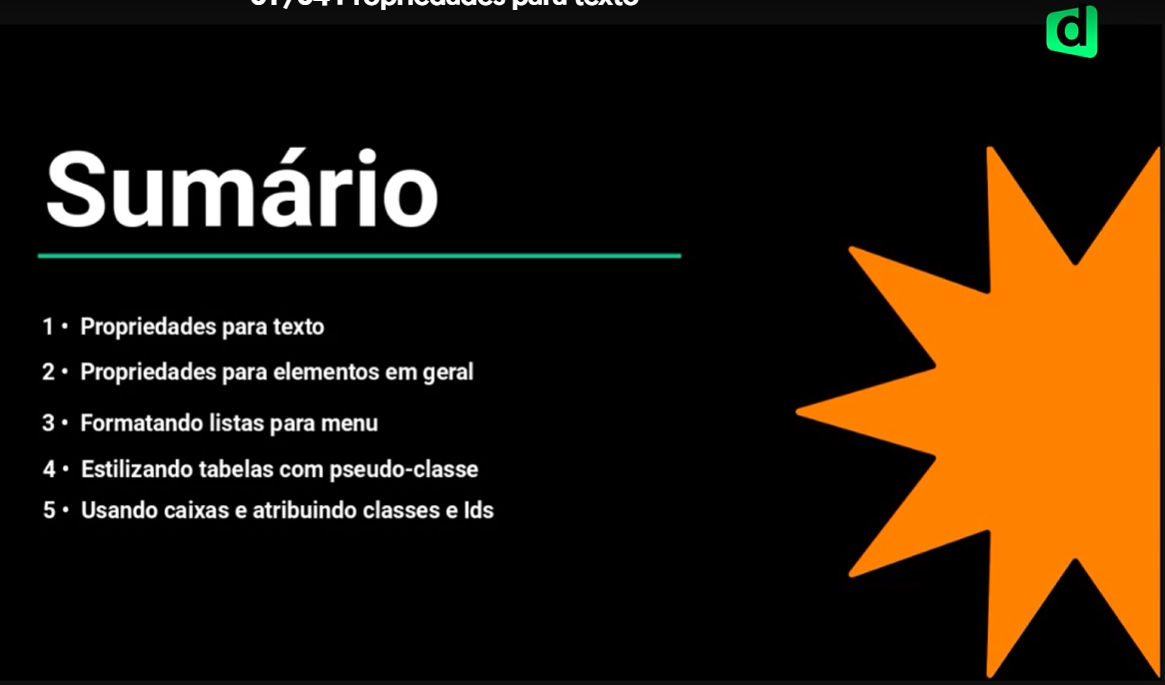 Propriedades para texto
Sumário
1 • Propriedades para texto
2 • Propriedades para elementos em geral
3 • Formatando listas para menu
4 • Estilizando tabelas com pseudo-classe
5 • Usando caixas e atribuindo classes e Ids